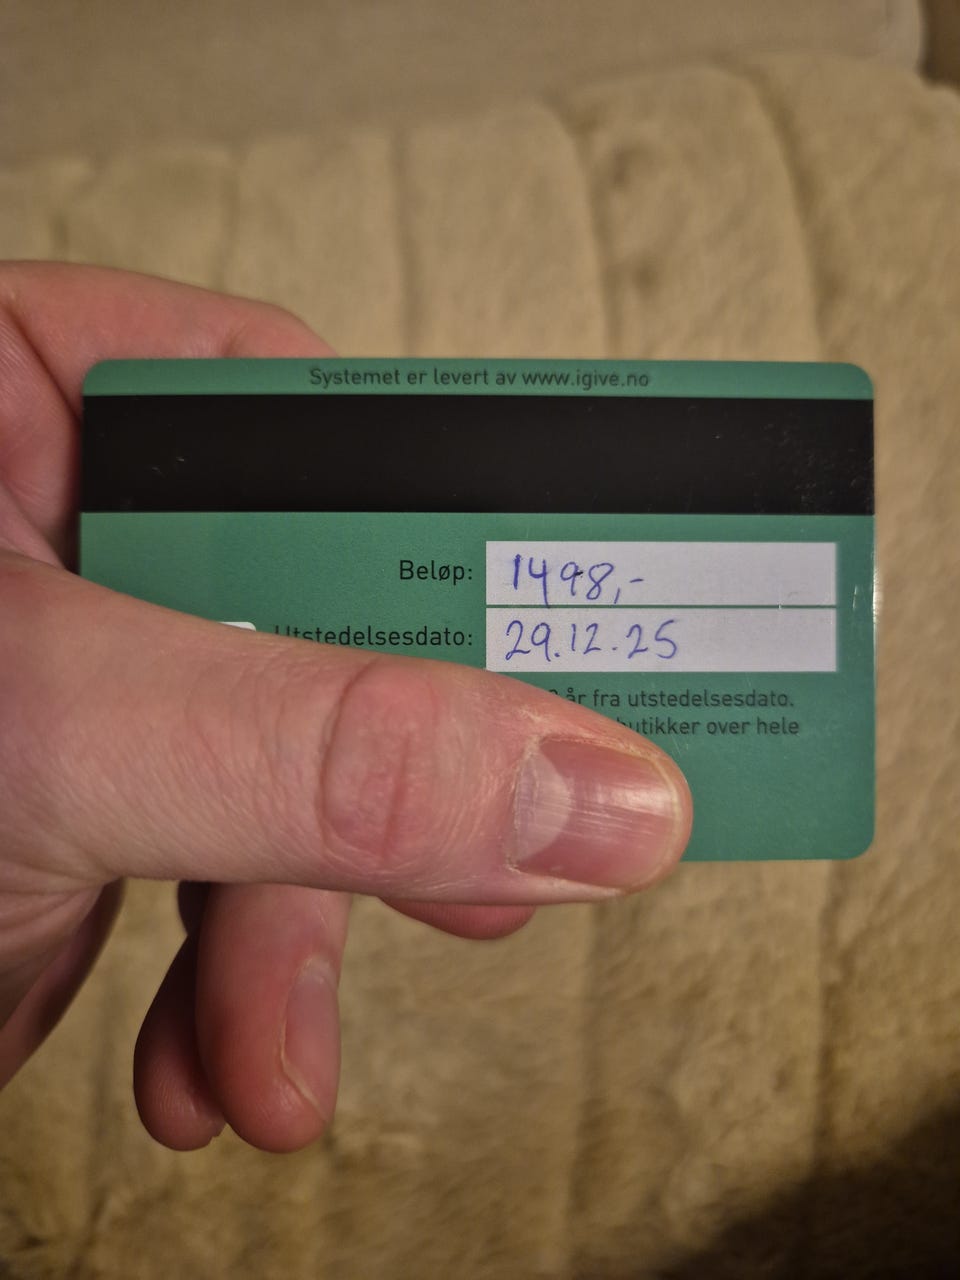 Systemet er levert av www.igive.no
Beløp: 1498,-
Utstedelsesdato: 29.12.25
år fra utstedelsesdato.
butikker over hele